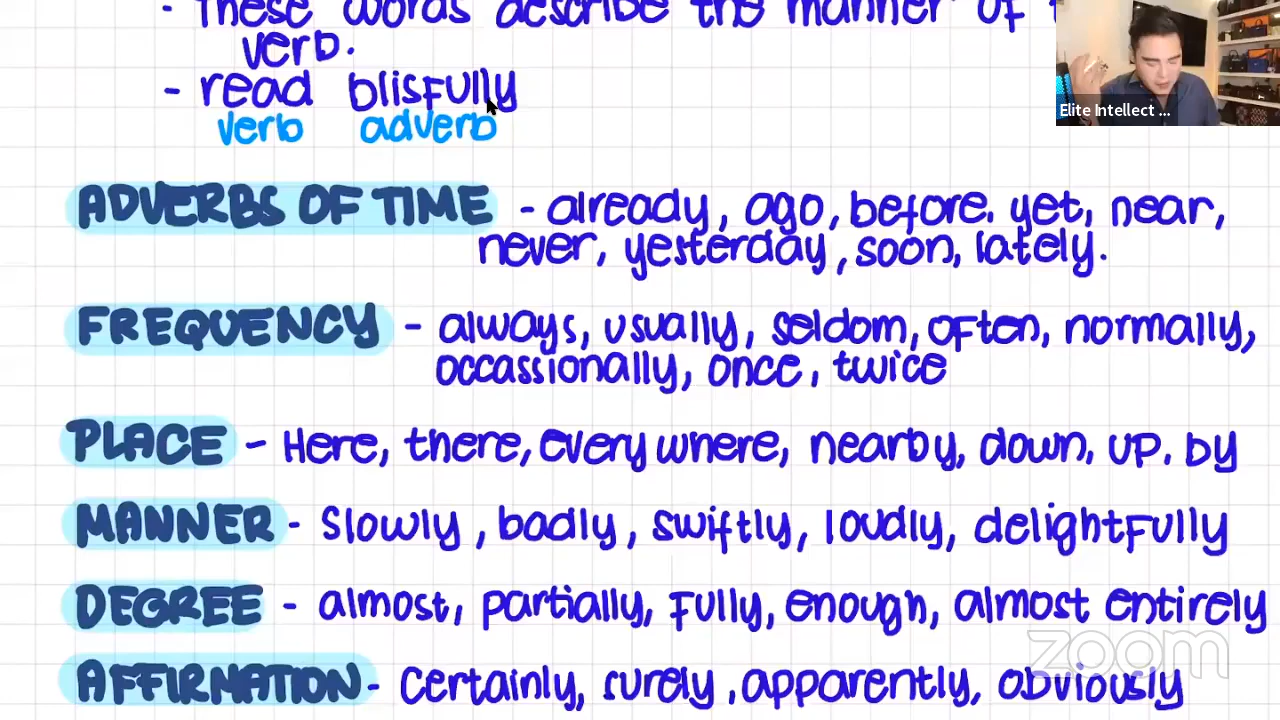 - These words describe the manner of
verb.
- read blisfully
verb adverb
Elite Intellect ...
ADVERBS OF TIME - already, ago, before, yet, near,
never, yesterday, soon, lately.
FREQUENCY - always, usually, seldom, often, normally,
occassionally, once, twice
PLACE - Here, there, everywhere, nearby, down, up, by
MANNER - Slowly, badly, swiftly, loudly, delightfully
DEGREE - almost, partially, fully, enough, almost entirely
AFFIRMATION - Certainly, surely, apparently, obviously
zoom